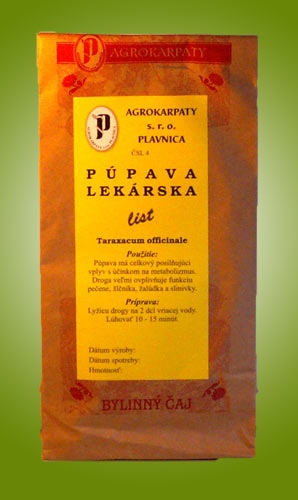 P
AGROKARPATY
P
AGROKARPATY
s. r. o.
PLAVNICA
ČSL 4
PÚPAVA
LEKÁRSKA
list
Taraxacum officinale
Použitie:
Púpava má celkový posilňujúci
vplyv s účinkom na metabolizmus.
Droga veľmi ovplyvňuje funkciu
pečene, žlčníka, žalúdka a slinivky.
Príprava:
Lyžicu drogy na 2 dcl vriacej vody.
Lúhovať 10 - 15 minút.
Dátum výroby:
Dátum spotreby:
Hmotnosť:
BYLINNÝ ČAJ